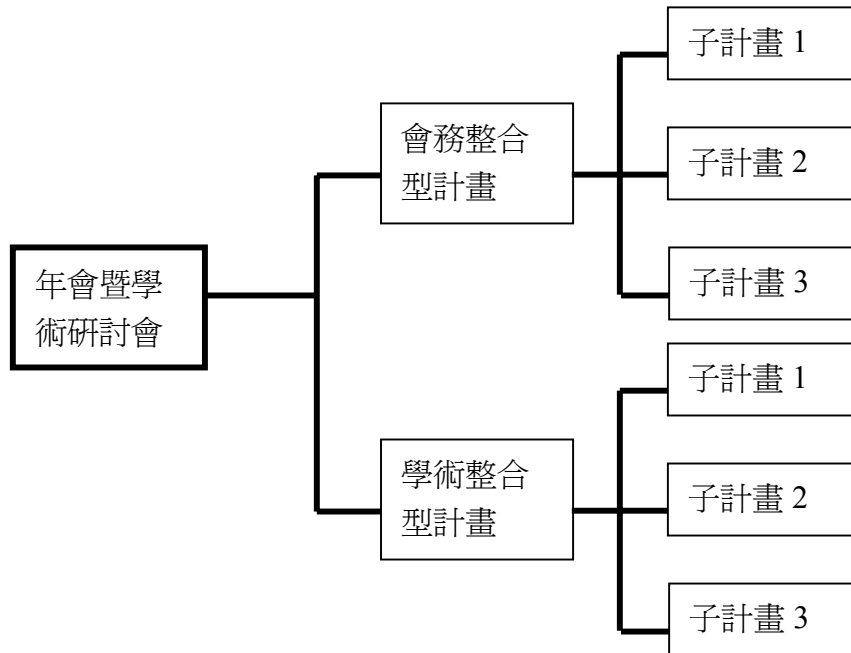 年會暨學
術研討會
會務整合
型計畫
子計畫 1
子計畫 2
子計畫 3
學術整合
型計畫
子計畫 1
子計畫 2
子計畫 3